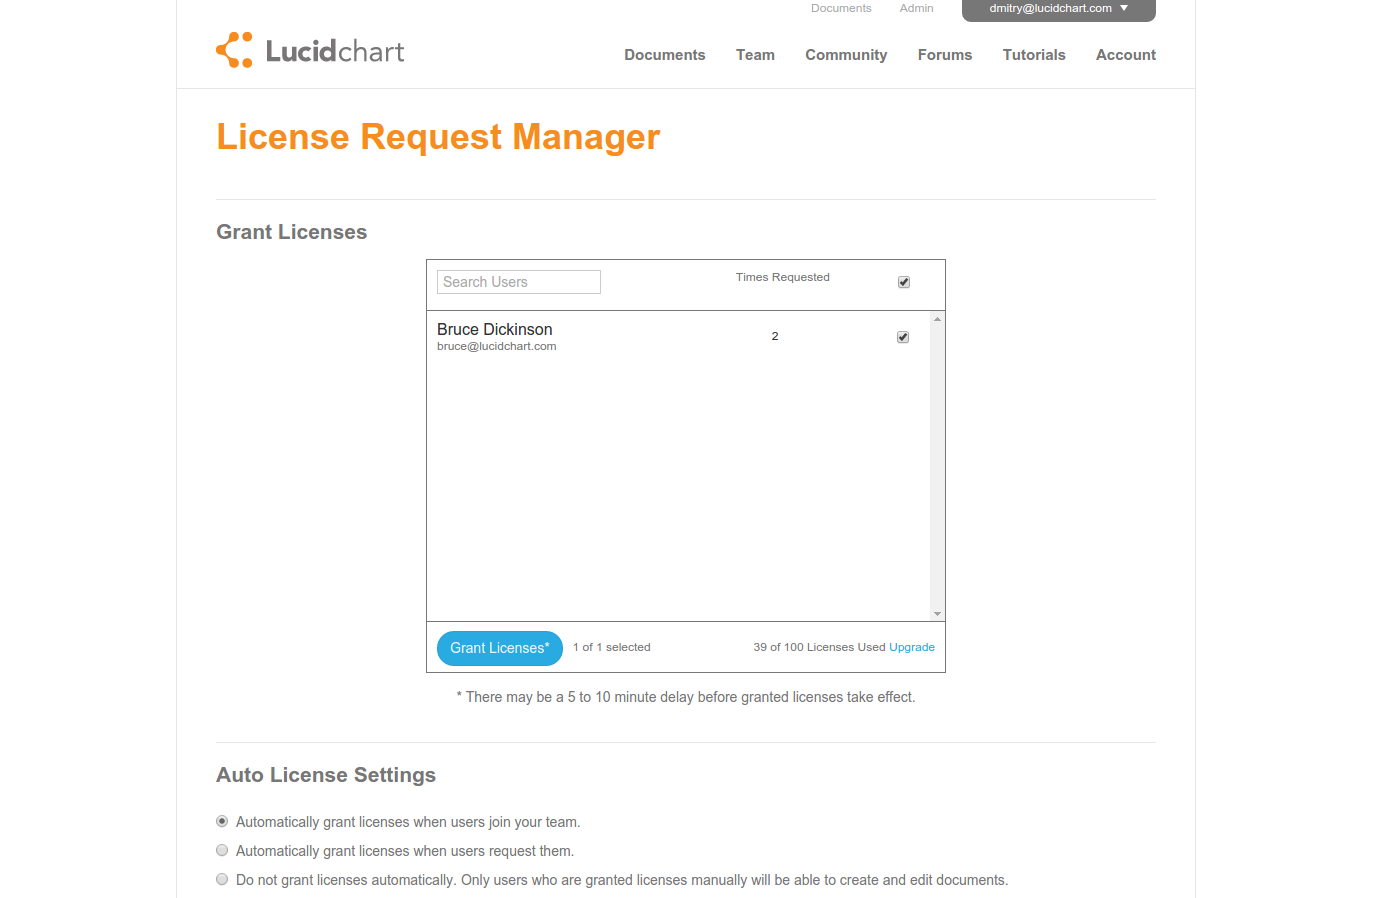 Documents Admin dmitry@lucidchart.com
Lucidchart
Documents Team Community Forums Tutorials Account
License Request Manager
Grant Licenses
Search Users Times Requested
Bruce Dickinson
bruce@lucidchart.com
2
Grant Licenses* 1 of 1 selected 39 of 100 Licenses Used Upgrade
* There may be a 5 to 10 minute delay before granted licenses take effect.
Auto License Settings
Automatically grant licenses when users join your team.
Automatically grant licenses when users request them.
Do not grant licenses automatically. Only users who are granted licenses manually will be able to create and edit documents.